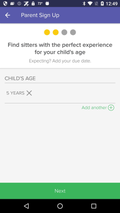 12:49
Parent Sign Up
Find sitters with the perfect experience
for your child's age
Expecting? Add your due date.
CHILD'S AGE
5 YEARS
Add another
Next